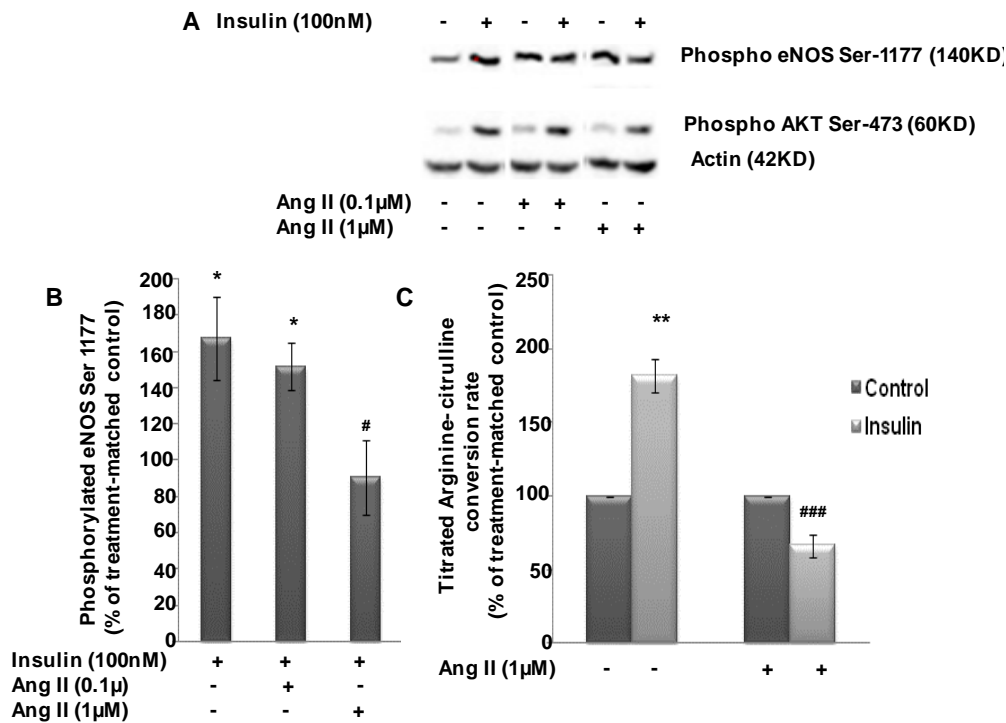 A Insulin (100nM) - + - + - +
Phospho eNOS Ser-1177 (140KD)
Phospho AKT Ser-473 (60KD)
Actin (42KD)
Ang II (0.1µM) - - + + - -
Ang II (1µM) - - - - + +
B
Phosphorylated eNOS Ser 1177
(% of treatment-matched control)
200
180
160
140
120
100
80
60
40
20
0
* * #
Insulin (100nM) + + +
Ang II (0.1µ) - + -
Ang II (1µM) - - +
C
Titrated Arginine- citrulline
conversion rate
(% of treatment-matched control)
250
200
150
100
50
0
**
###
Control
Insulin
Ang II (1µM) - - + +